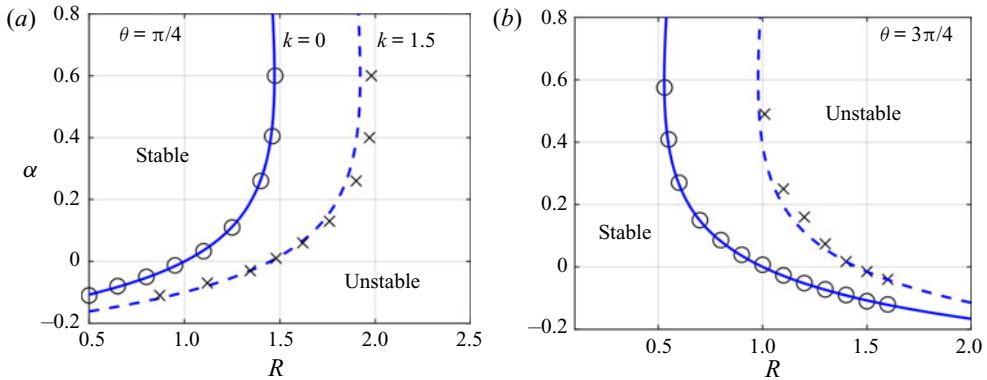 (a)
θ = π/4
k = 0
k = 1.5
Stable
Unstable
α
0.8
0.6
0.4
0.2
0
−0.2
0.5
1.0
1.5
2.0
2.5
R
(b)
θ = 3π/4
Unstable
Stable
0.8
0.6
0.4
0.2
0
−0.2
0.5
1.0
1.5
2.0
R